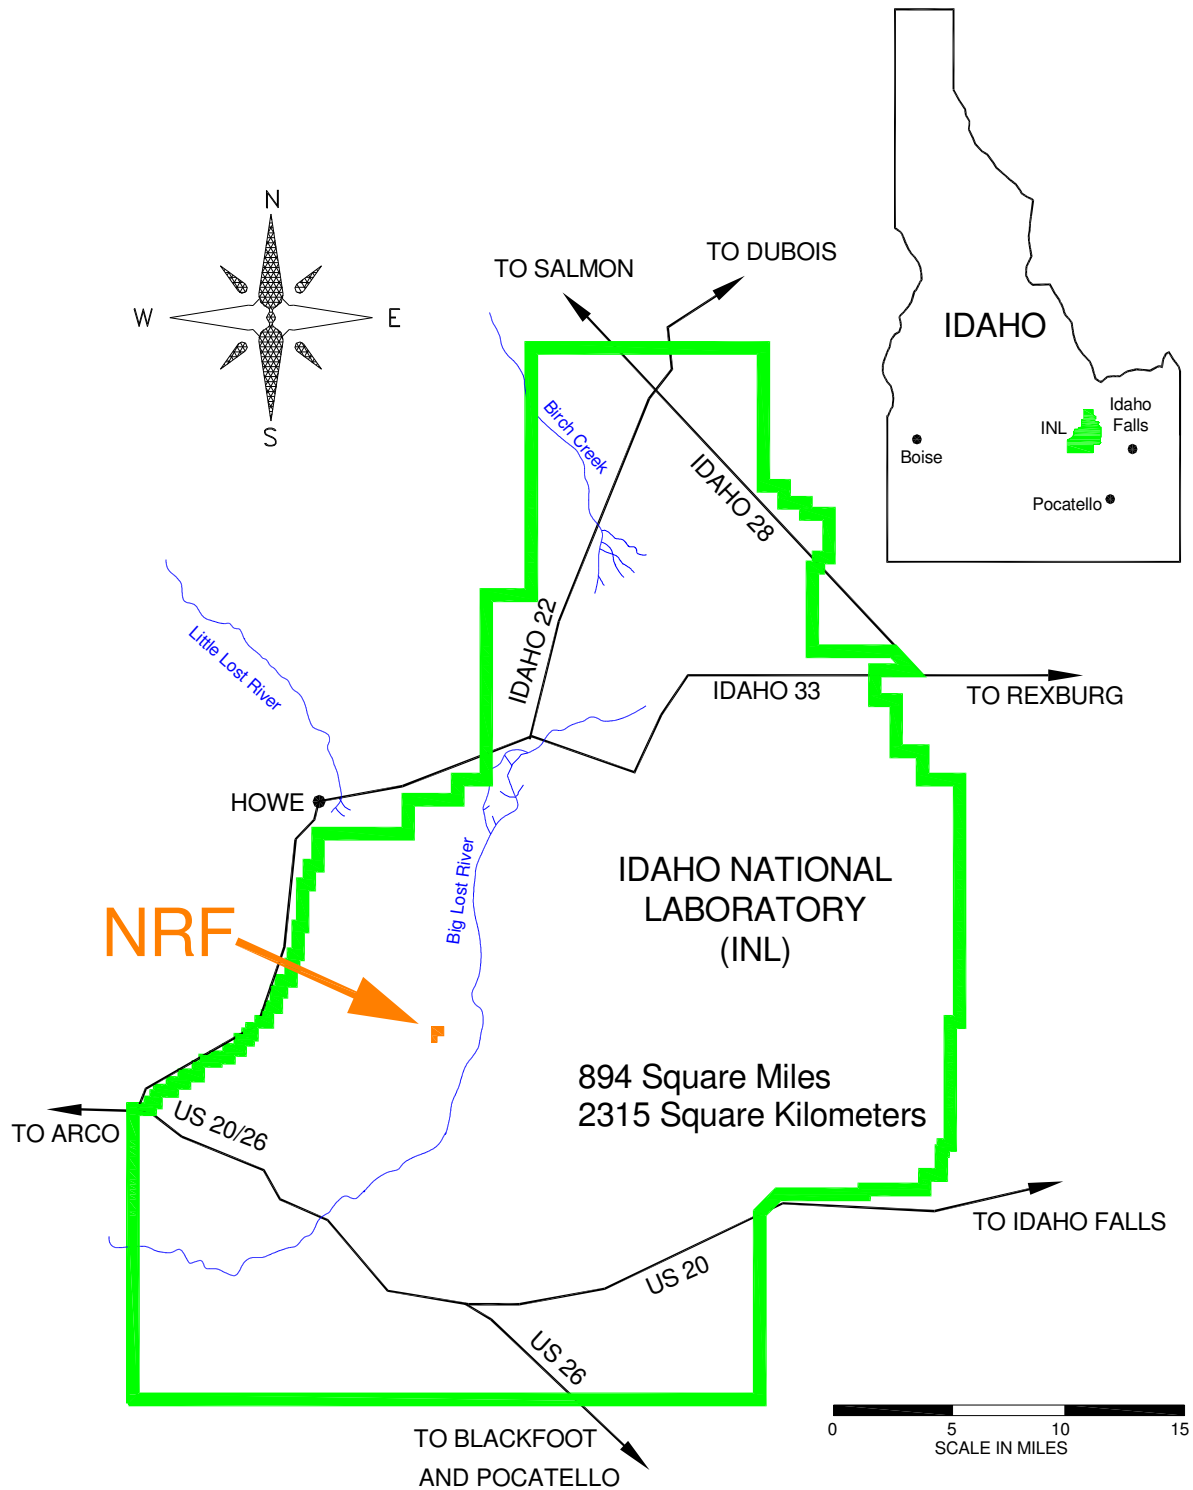 N
W
E
S
TO SALMON
TO DUBOIS
IDAHO
INL
Idaho
Falls
Boise
Pocatello
Birch Creek
IDAHO 28
IDAHO 22
Little Lost River
IDAHO 33
TO REXBURG
HOWE
Big Lost River
IDAHO NATIONAL
LABORATORY
(INL)
NRF
894 Square Miles
2315 Square Kilometers
TO ARCO
US 20/26
TO IDAHO FALLS
US 20
US 26
TO BLACKFOOT
AND POCATELLO
0 5 10 15
SCALE IN MILES